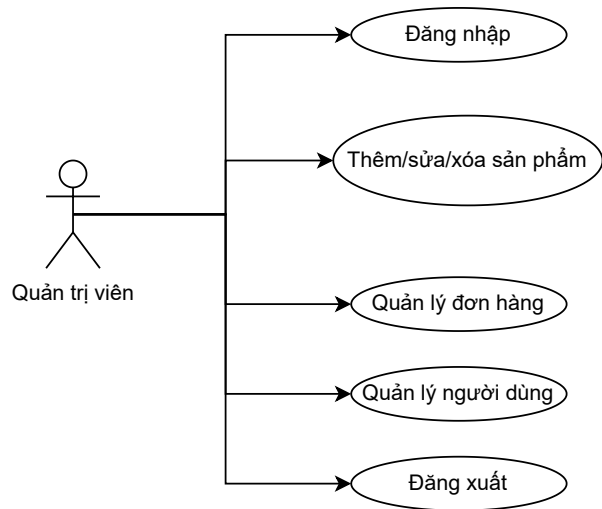 Đăng nhập
Thêm/sửa/xóa sản phẩm
Quản trị viên
Quản lý đơn hàng
Quản lý người dùng
Đăng xuất